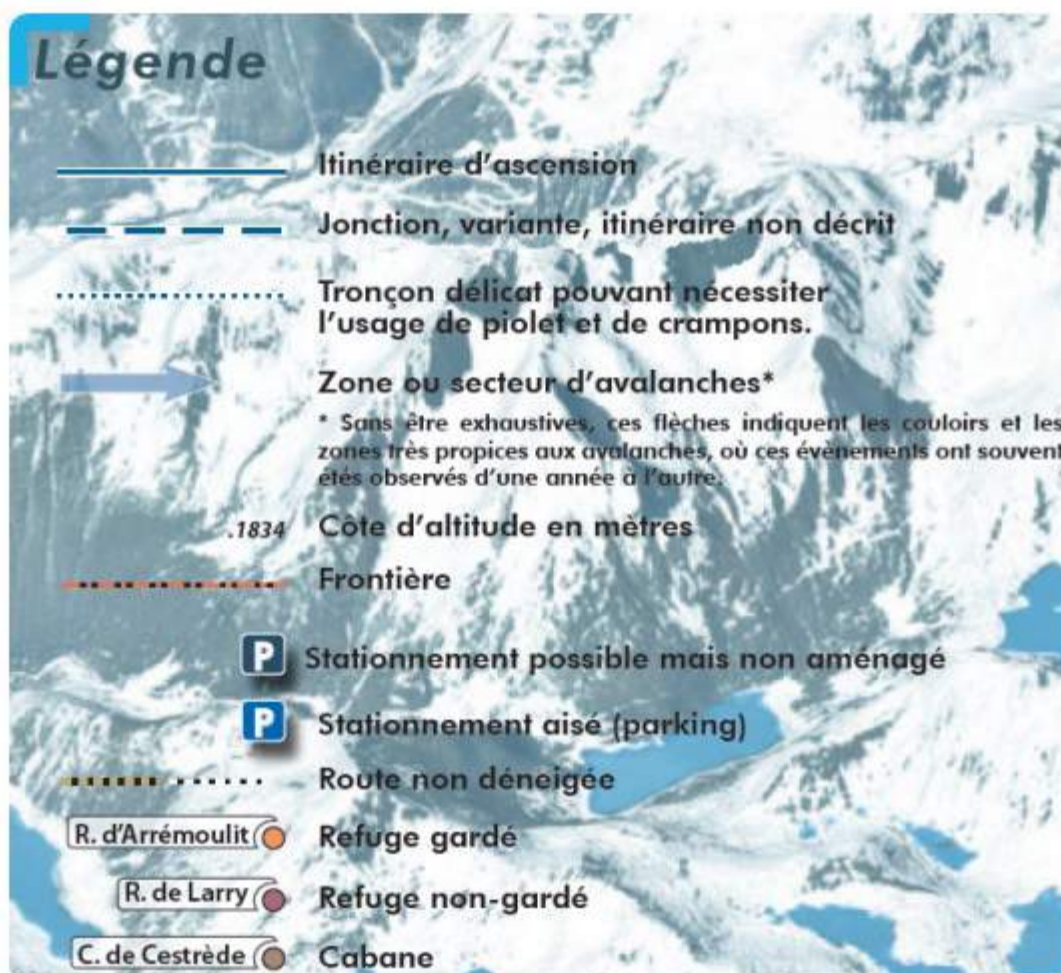 Légende
Itinéraire d'ascension
Jonction, variante, itinéraire non décrit
Tronçon délicat pouvant nécessiter
l'usage de piolet et de crampons.
Zone ou secteur d'avalanches*
* Sans être exhaustives, ces flèches indiquent les couloirs et les
zones très propices aux avalanches, où ces évènements ont souvent
étés observés d'une année à l'autre.
.1834 Côte d'altitude en mètres
Frontière
P Stationnement possible mais non aménagé
P Stationnement aisé (parking)
Route non déneigée
R. d'Arrémoulit Refuge gardé
R. de Larry Refuge non-gardé
C. de Cestrède Cabane